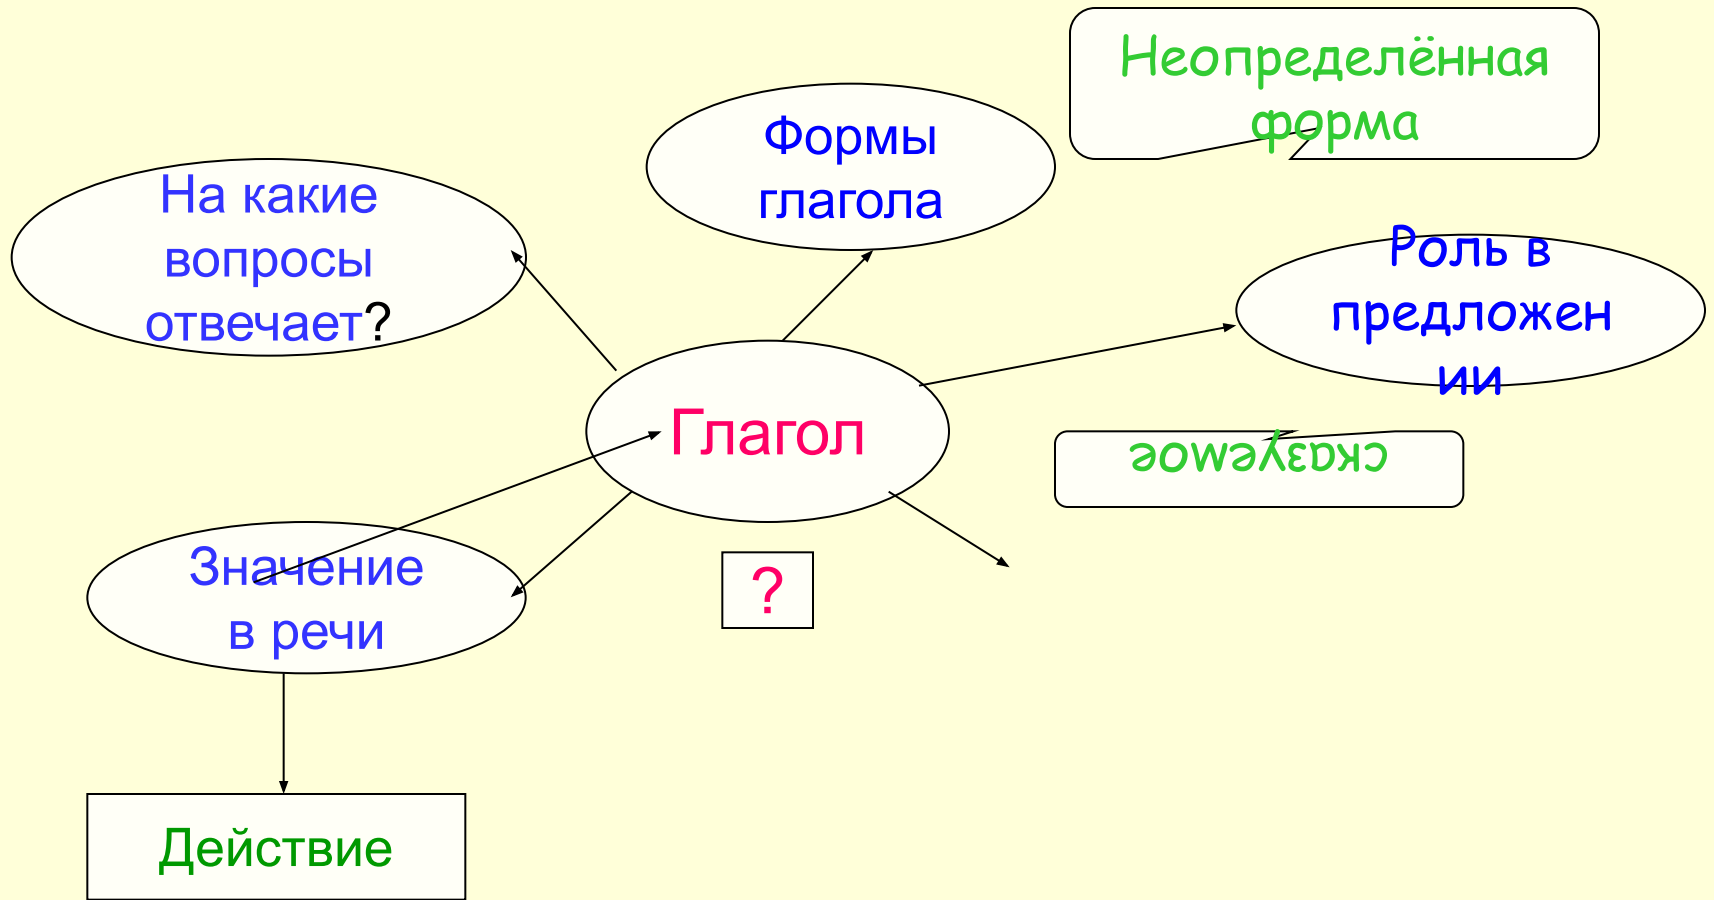 Неопределённая
форма
Формы
глагола
На какие
вопросы
отвечает?
Роль в
предложен
ии
Глагол
сказуемое
Значение
в речи
?
Действие